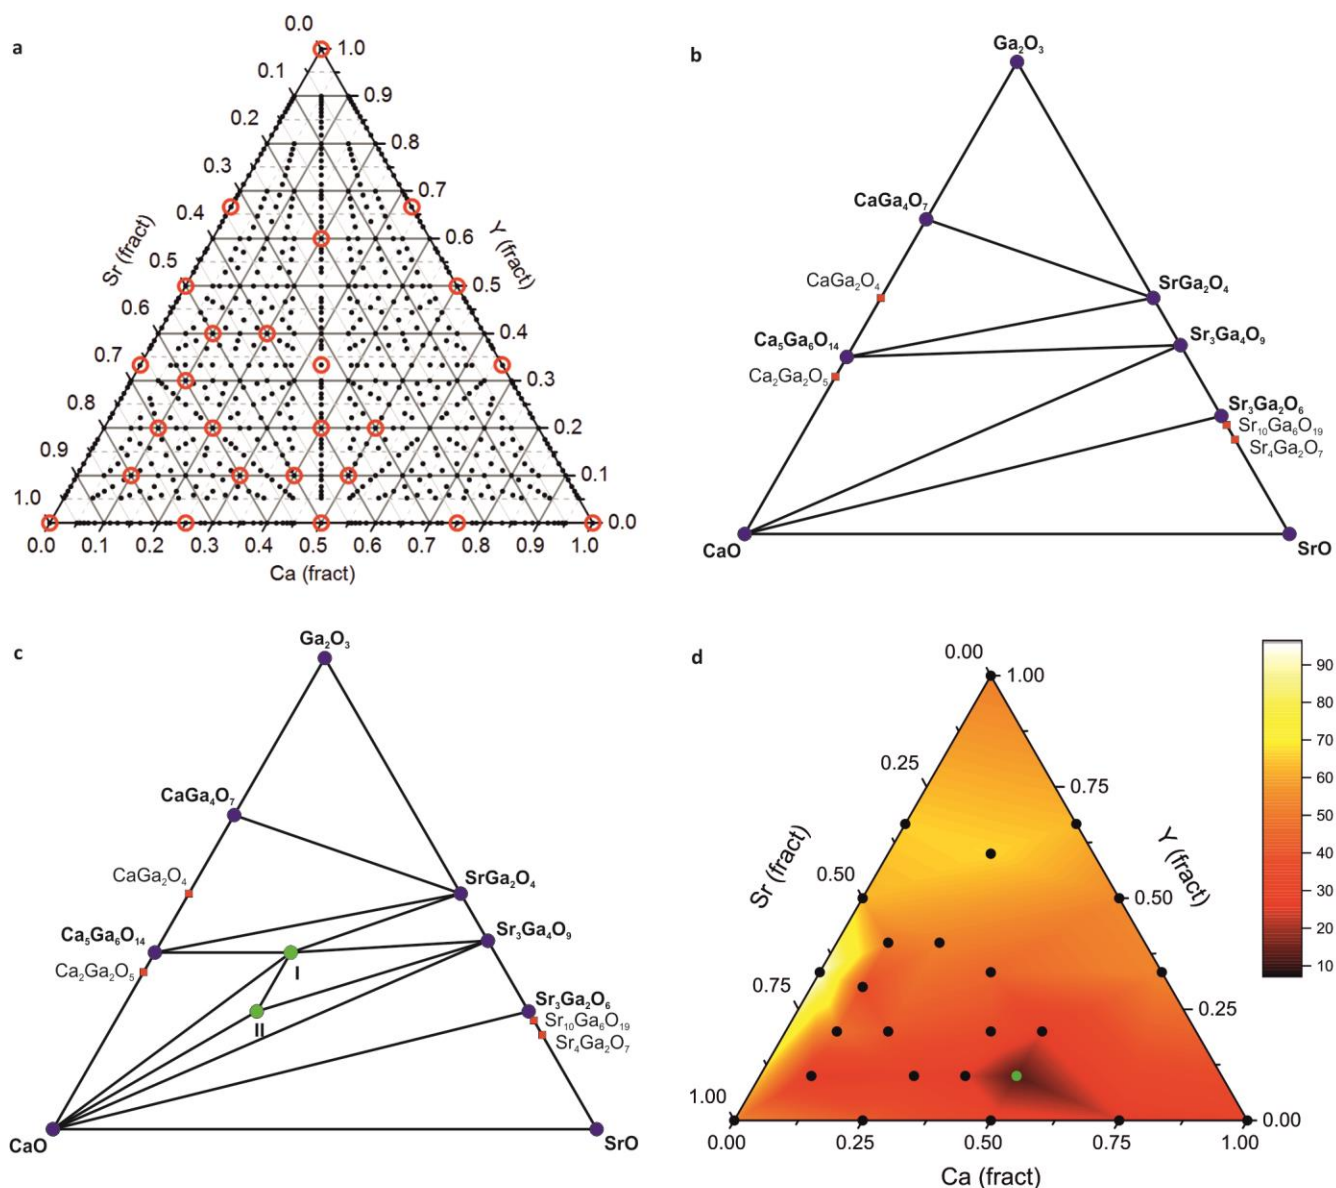 a
0.0
1.0
0.1
0.9
0.2
0.8
0.3
0.7
0.4
0.6
Sr (fract)
Y (fract)
0.5
0.5
0.6
0.4
0.7
0.3
0.8
0.2
0.9
0.1
1.0
0.0
0.0 0.1 0.2 0.3 0.4 0.5 0.6 0.7 0.8 0.9 1.0
Ca (fract)
b
Ga₂O₃
CaGa₄O₇
CaGa₂O₄
SrGa₂O₄
Ca₅Ga₆O₁₄
Sr₃Ga₄O₉
Ca₂Ga₂O₅
Sr₃Ga₂O₆
Sr₁₀Ga₆O₁₉
Sr₄Ga₂O₇
CaO
SrO
c
Ga₂O₃
CaGa₄O₇
CaGa₂O₄
SrGa₂O₄
Ca₅Ga₆O₁₄
Sr₃Ga₄O₉
I
Ca₂Ga₂O₅
Sr₃Ga₂O₆
II
Sr₁₀Ga₆O₁₉
Sr₄Ga₂O₇
CaO
SrO
d
0.00
1.00
0.25
0.75
Sr (fract)
Y (fract)
0.50
0.50
0.75
0.25
1.00
0.00
0.00 0.25 0.50 0.75 1.00
Ca (fract)
90
80
70
60
50
40
30
20
10